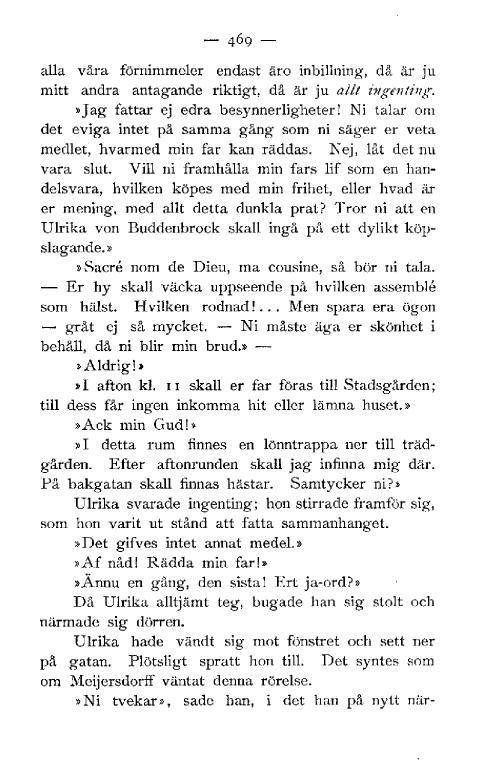 — 469 —
alla våra förnimmeler endast äro inbillning, då är ju
mitt andra antagande riktigt, då är ju allt ingenting.
»Jag fattar ej edra besynnerligheter! Ni talar om
det eviga intet på samma gång som ni säger er veta
medlet, hvarmed min far kan räddas. Nej, låt det nu
vara slut. Vill ni framhålla min fars lif som en han-
delsvara, hvilken köpes med min frihet, eller hvad är
er mening, med allt detta dunkla prat? Tror ni att en
Ulrika von Buddenbrock skall ingå på ett dylikt köp-
slagande.»
»Sacré nom de Dieu, ma cousine, så bör ni tala.
— Er hy skall väcka uppseende på hvilken assemblé
som hälst. Hvilken rodnad!... Men spara era ögon
— gråt ej så mycket. — Ni måste äga er skönhet i
behåll, då ni blir min brud.» —
»Aldrig!»
»I afton kl. 11 skall er far föras till Stadsgården;
till dess får ingen inkomma hit eller lämna huset.»
»Ack min Gud!»
»I detta rum finnes en lönntrappa ner till träd-
gården. Efter aftonrunden skall jag infinna mig där.
På bakgatan skall finnas hästar. Samtycker ni?»
Ulrika svarade ingenting; hon stirrade framför sig,
som hon varit ut stånd att fatta sammanhanget.
»Det gifves intet annat medel.»
»Af nåd! Rädda min far!»
»Ännu en gång, den sista! Ert ja-ord?»
Då Ulrika alltjämt teg, bugade han sig stolt och
närmade sig dörren.
Ulrika hade vändt sig mot fönstret och sett ner
på gatan. Plötsligt spratt hon till. Det syntes som
om Meijersdorff väntat denna rörelse.
»Ni tvekar», sade han, i det han på nytt när-